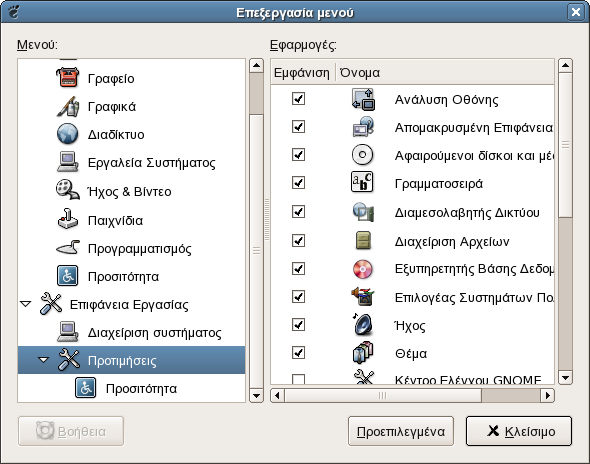 Επεξεργασία μενού
Μενού:
Γραφείο
Γραφικά
Διαδίκτυο
Εργαλεία Συστήματος
Ήχος & Βίντεο
Παιχνίδια
Προγραμματισμός
Προσιτότητα
Επιφάνεια Εργασίας
Διαχείριση συστήματος
Προτιμήσεις
Προσιτότητα
Εφαρμογές:
Εμφάνιση Όνομα
Ανάλυση Οθόνης
Απομακρυσμένη Επιφάνεια
Αφαιρούμενοι δίσκοι και μέσ
Γραμματοσειρά
Διαμεσολαβητής Δικτύου
Διαχείριση Αρχείων
Εξυπηρετητής Βάσης Δεδομ
Επιλογέας Συστημάτων Πολ
Ήχος
Θέμα
Κέντρο Ελέγχου GNOME
Βοήθεια
Προεπιλεγμένα
Κλείσιμο